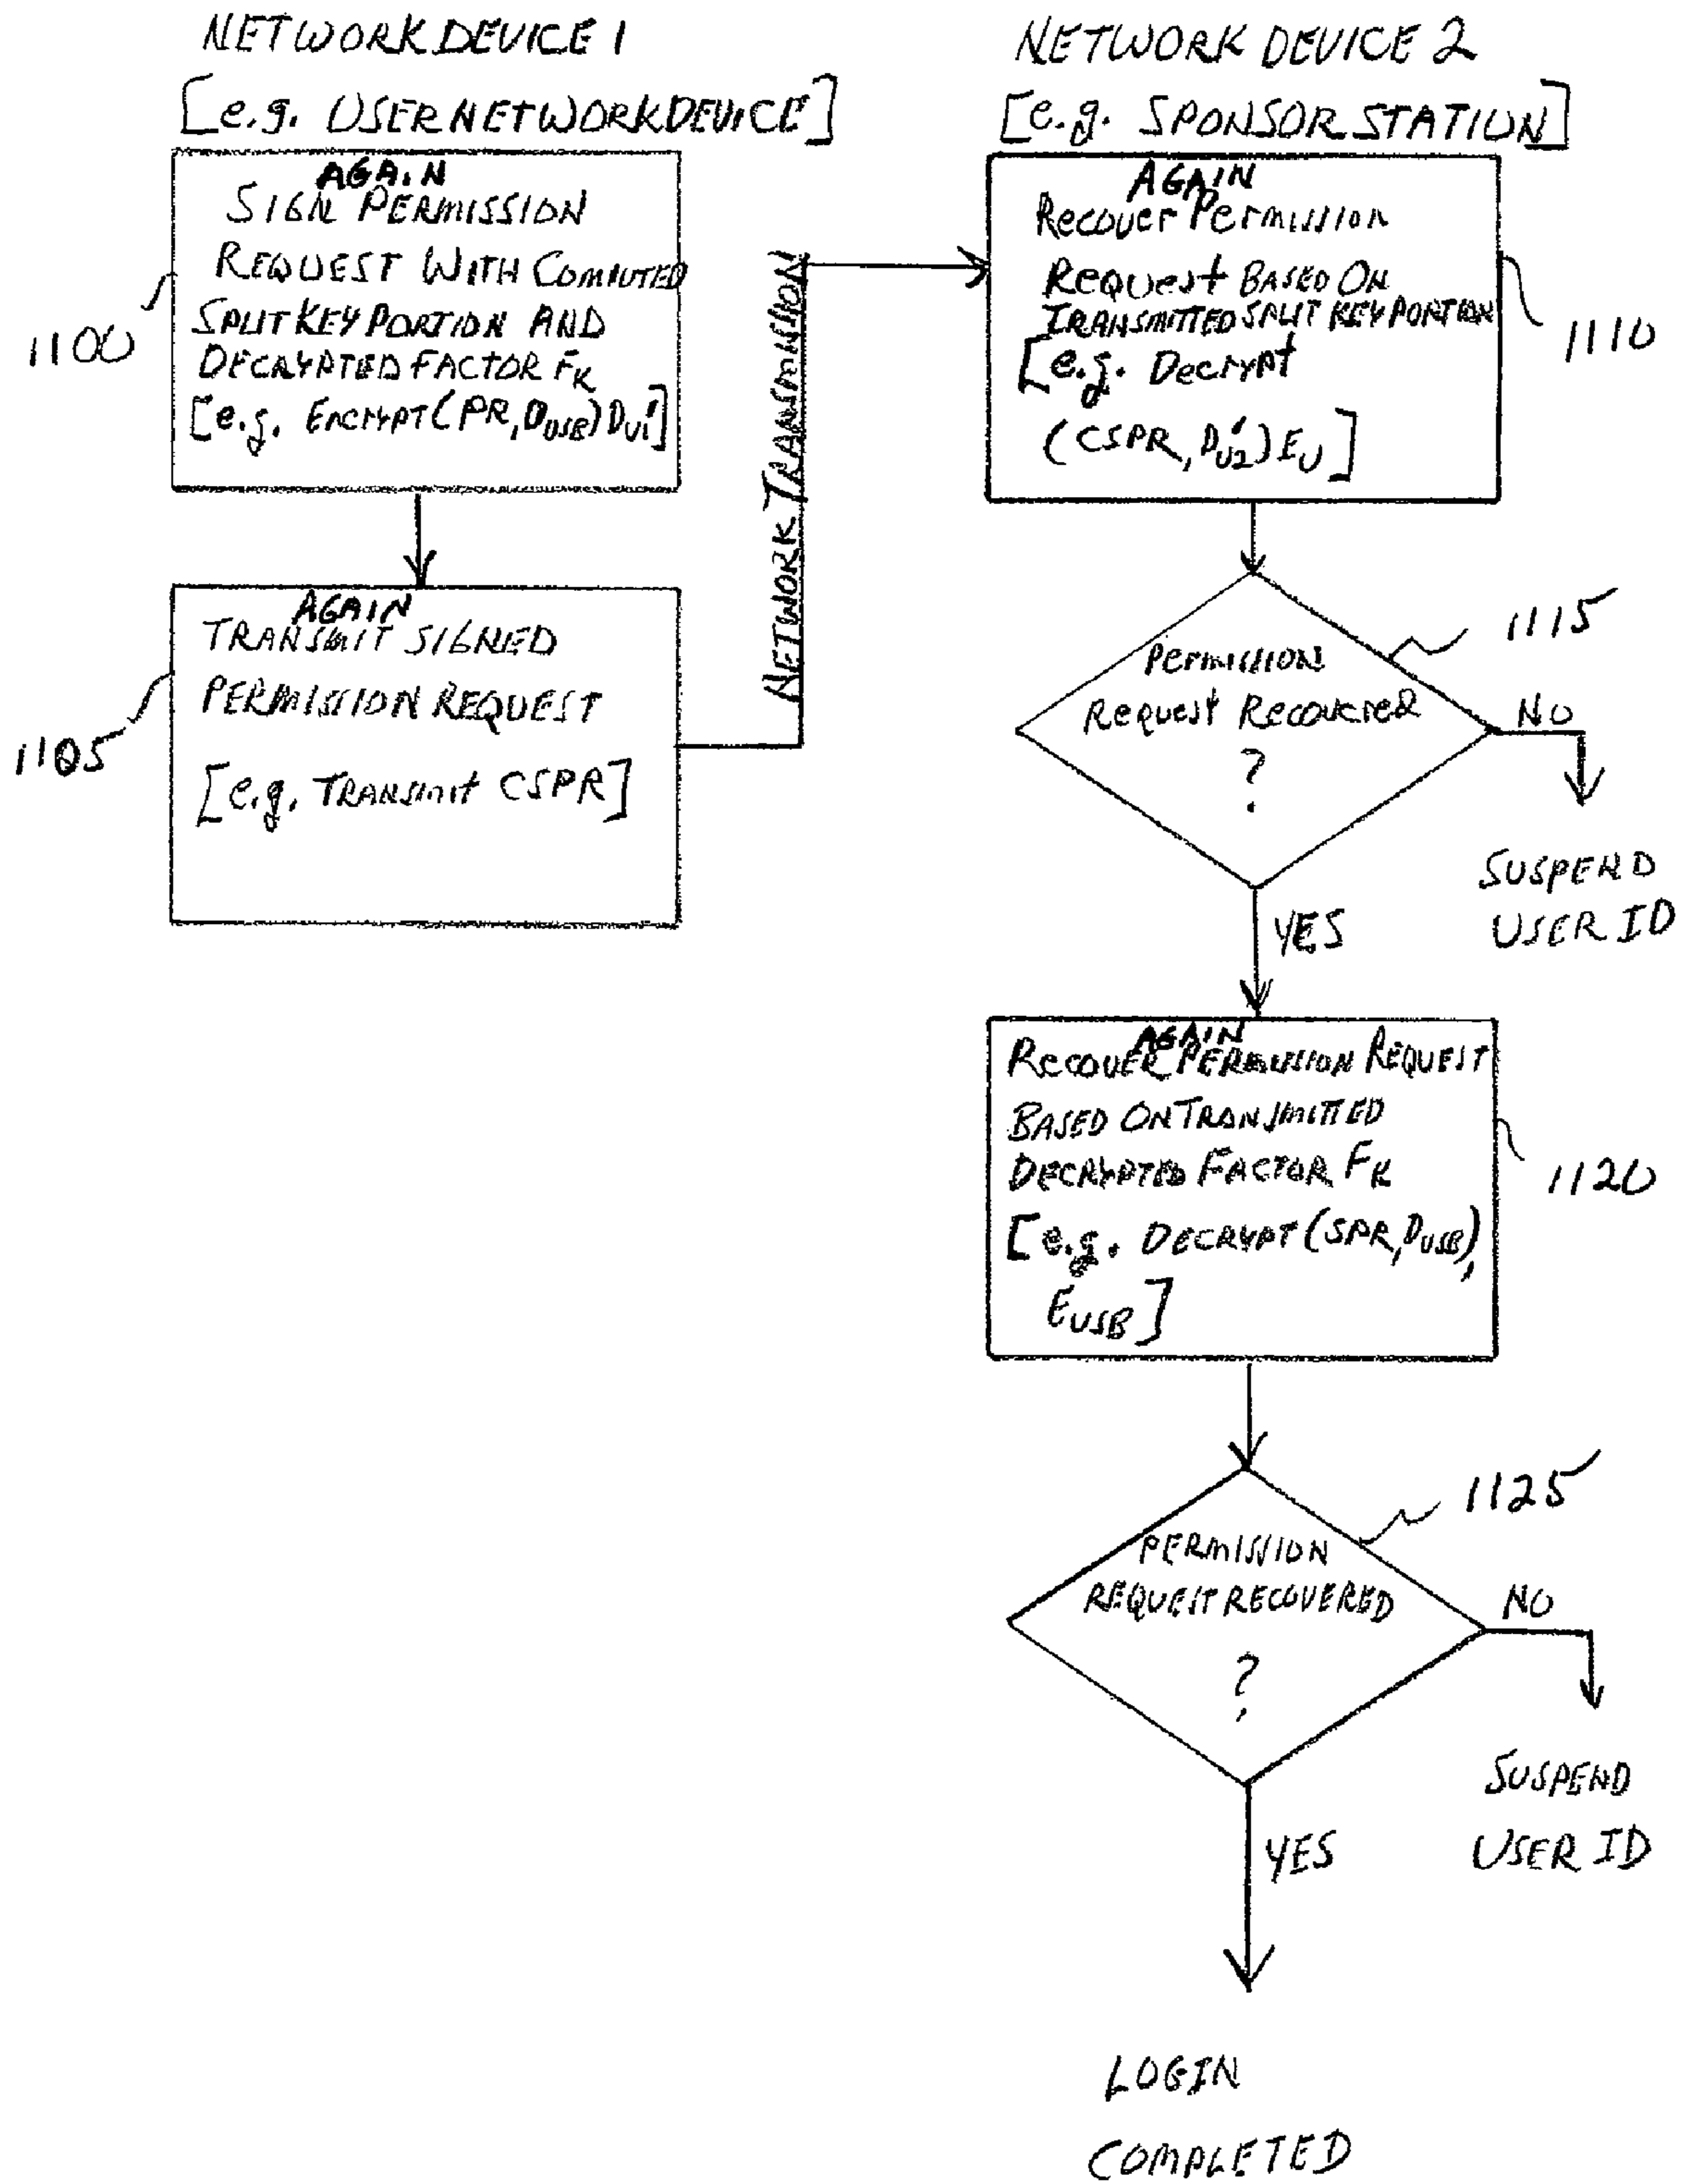 NETWORK DEVICE 1
[e.g. USER NETWORK DEVICE]
AGAIN
SIGN PERMISSION
REQUEST WITH COMPUTED
SPLIT KEY PORTION AND
DECRYPTED FACTOR FK
[e.g. ENCRYPT(PR, DUSB) DU1']
1100
AGAIN
TRANSMIT SIGNED
PERMISSION REQUEST
[e.g. TRANSMIT CSPR]
1105
NETWORK TRANSMISSION
NETWORK DEVICE 2
[e.g. SPONSOR STATION]
AGAIN
Recover Permission
Request BASED ON
TRANSMITTED SPLIT KEY PORTION
[e.g. Decrypt
(CSPR, DU2') EU]
1110
Permission
Request Recovered
?
1115
NO
SUSPEND
USER ID
YES
AGAIN
RECOVER PERMISSION REQUEST
BASED ON TRANSMITTED
DECRYPTED FACTOR FK
[e.g. DECRYPT (SPR, DUSB),
EUSB]
1120
PERMISSION
REQUEST RECOVERED
?
1125
NO
SUSPEND
USER ID
YES
LOGIN
COMPLETED